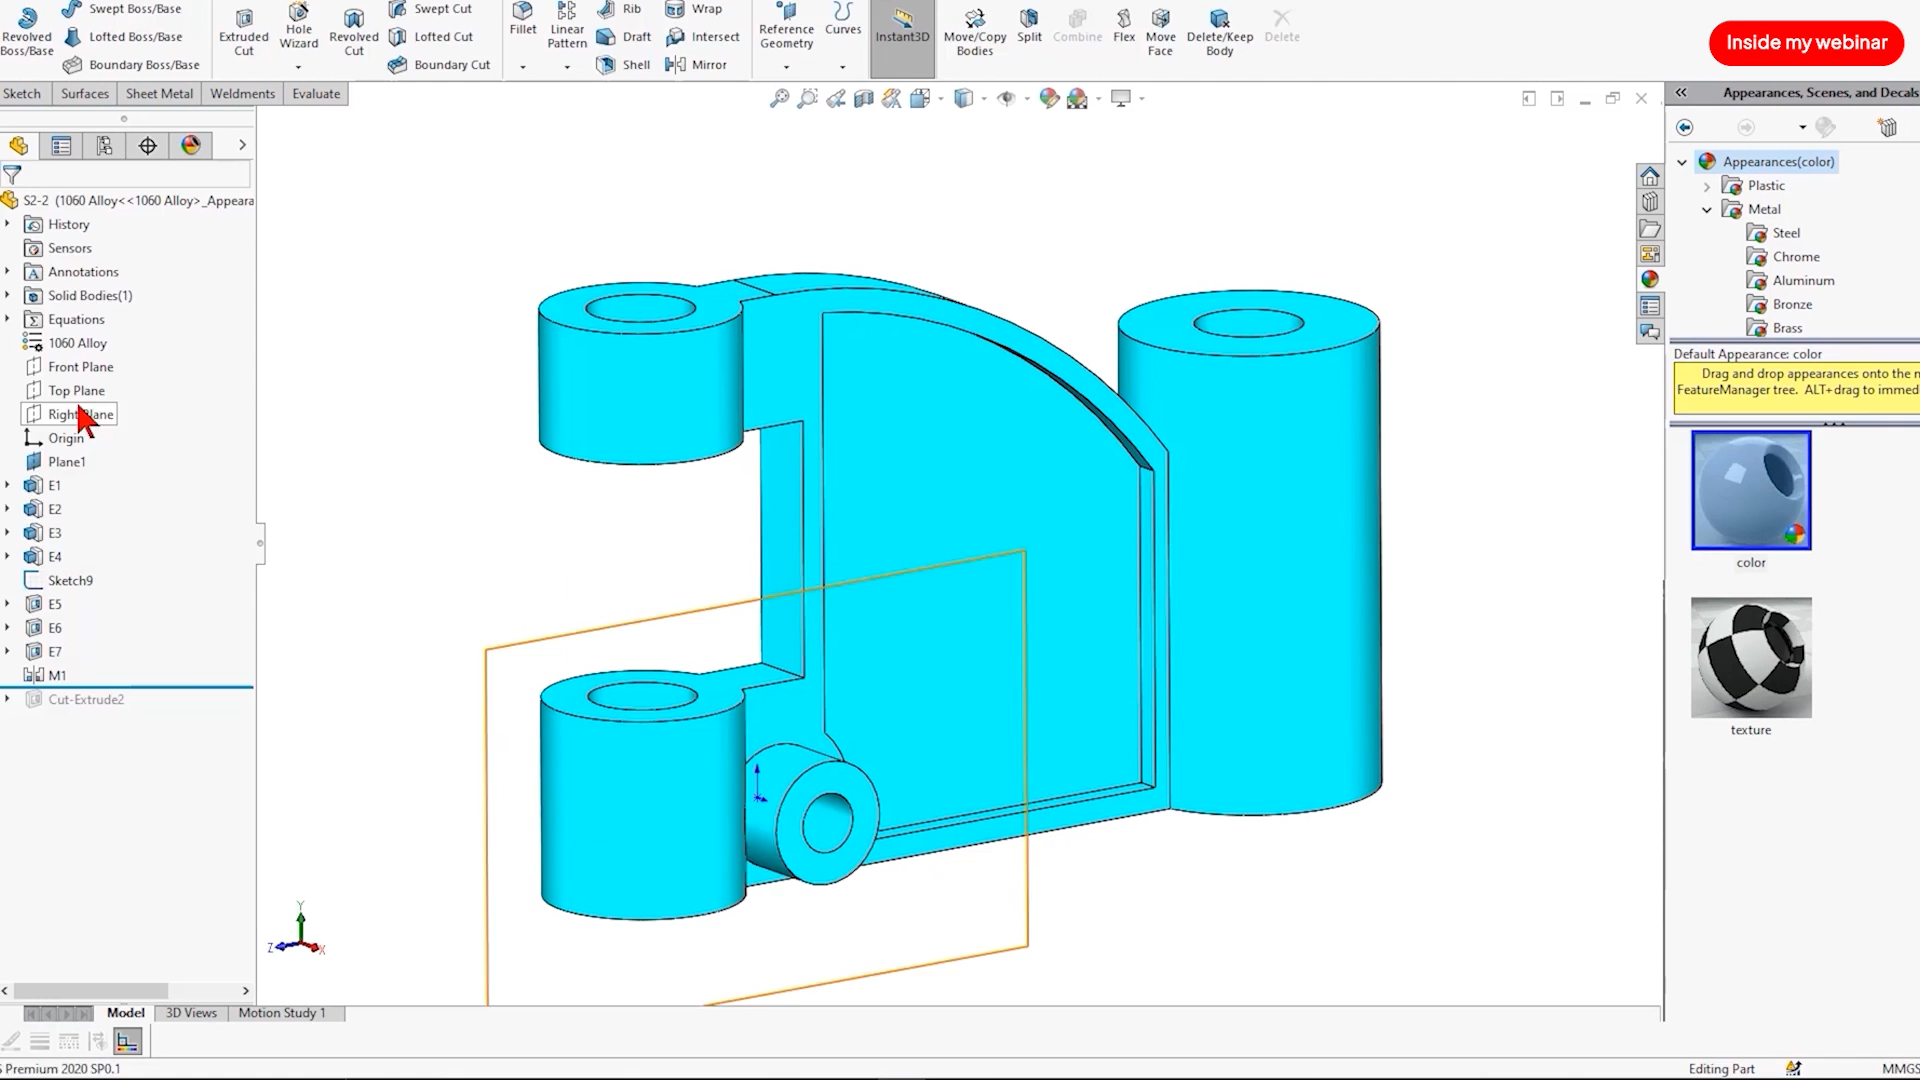 Swept Boss/Base
Revolved
Boss/Base
Lofted Boss/Base
Boundary Boss/Base
Extruded
Cut
Hole
Wizard
Revolved
Cut
Swept Cut
Lofted Cut
Boundary Cut
Fillet
Linear
Pattern
Rib
Draft
Shell
Wrap
Intersect
Mirror
Reference
Geometry
Curves
Instant3D
Move/Copy
Bodies
Split
Combine
Flex
Move
Face
Delete/Keep
Body
Delete
Inside my webinar
Sketch
Surfaces
Sheet Metal
Weldments
Evaluate
Appearances, Scenes, and Decals
S2-2 (1060 Alloy<<1060 Alloy>_Appeara
History
Sensors
Annotations
Solid Bodies(1)
Equations
1060 Alloy
Front Plane
Top Plane
Right Plane
Origin
Plane1
E1
E2
E3
E4
Sketch9
E5
E6
E7
M1
Cut-Extrude2
Appearances(color)
Plastic
Metal
Steel
Chrome
Aluminum
Bronze
Brass
Default Appearance: color
Drag and drop appearances onto the
FeatureManager tree. ALT+drag to immed
color
texture
Y
Z
X
Model
3D Views
Motion Study 1
Premium 2020 SP0.1
Editing Part
MMGS